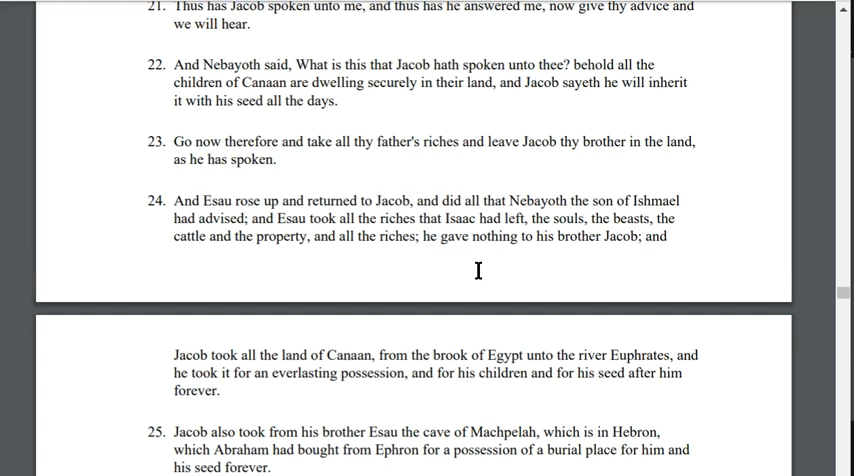 21. Thus has Jacob spoken unto me, and thus has he answered me, now give thy advice and
we will hear.
22. And Nebayoth said, What is this that Jacob hath spoken unto thee? behold all the
children of Canaan are dwelling securely in their land, and Jacob sayeth he will inherit
it with his seed all the days.
23. Go now therefore and take all thy father's riches and leave Jacob thy brother in the land,
as he has spoken.
24. And Esau rose up and returned to Jacob, and did all that Nebayoth the son of Ishmael
had advised; and Esau took all the riches that Isaac had left, the souls, the beasts, the
cattle and the property, and all the riches; he gave nothing to his brother Jacob; and
Jacob took all the land of Canaan, from the brook of Egypt unto the river Euphrates, and
he took it for an everlasting possession, and for his children and for his seed after him
forever.
25. Jacob also took from his brother Esau the cave of Machpelah, which is in Hebron,
which Abraham had bought from Ephron for a possession of a burial place for him and
his seed forever.